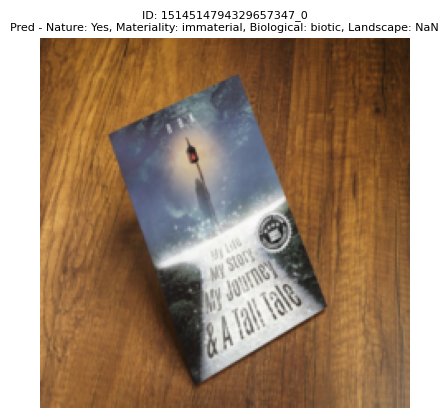 ID: 1514514794329657347_0
Pred - Nature: Yes, Materiality: immaterial, Biological: biotic, Landscape: NaN
My Life
My Story
My Journey
& A Tall Tale